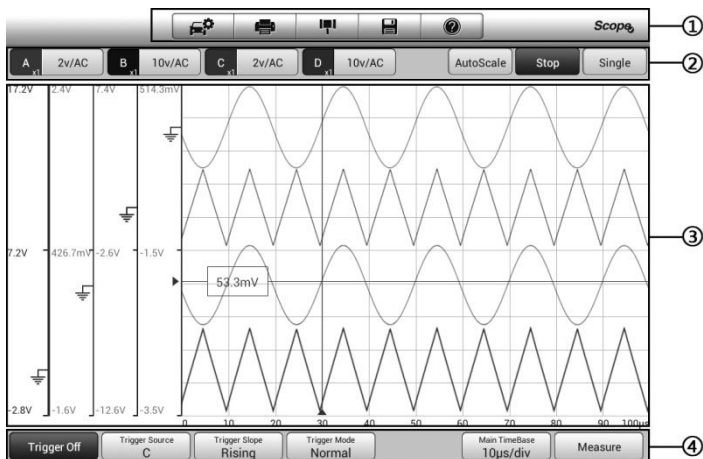 Scope
①
A x1 2v/AC B x1 10v/AC C x1 2v/AC D x1 10v/AC AutoScale Stop Single
②
17.2V 2.4V 7.4V 514.3mV
③
7.2V 426.7mV -2.6V -1.5V
53.3mV
-2.8V -1.6V -12.6V -3.5V
0 10 20 30 40 50 60 70 80 90 100µs
Trigger Off
Trigger Source
C
Trigger Slope
Rising
Trigger Mode
Normal
Main TimeBase
10µs/div
Measure
④